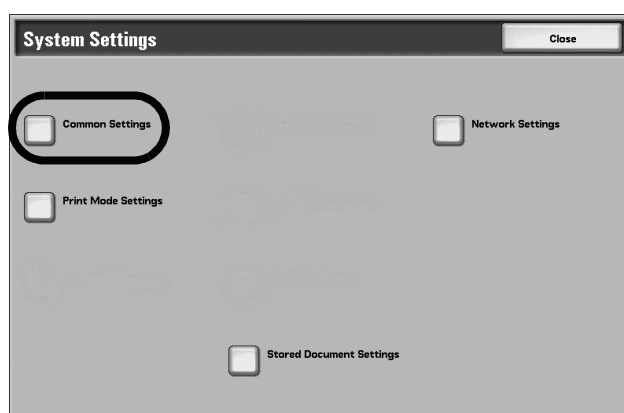 System Settings
Close
Common Settings
Network Settings
Print Mode Settings
Stored Document Settings